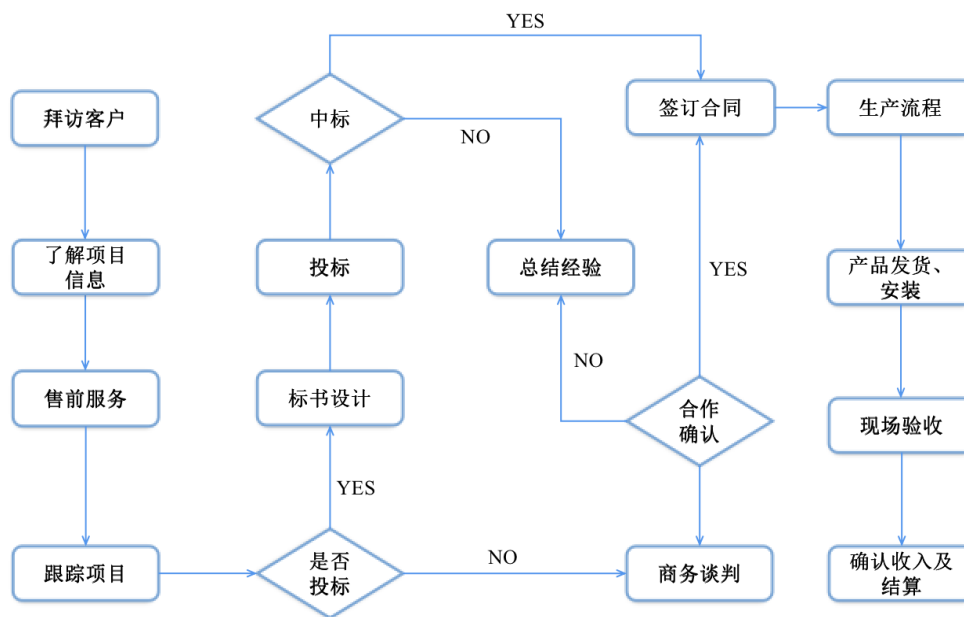 YES
拜访客户
中标
签订合同
生产流程
NO
了解项目
信息
投标
总结经验
YES
产品发货、
安装
NO
售前服务
标书设计
合作
确认
现场验收
YES
跟踪项目
是否
投标
NO
商务谈判
确认收入及
结算